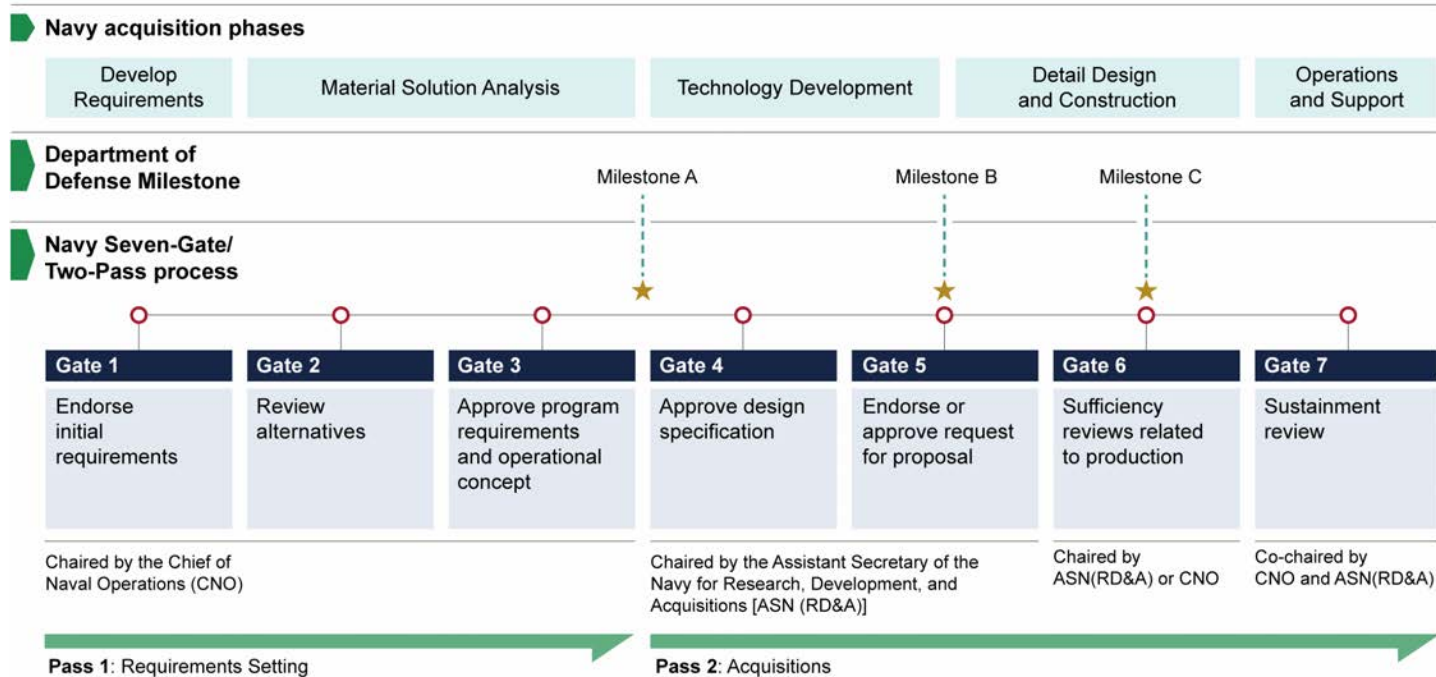 Navy acquisition phases
Develop
Requirements
Material Solution Analysis
Technology Development
Detail Design
and Construction
Operations
and Support
Department of
Defense Milestone
Milestone A
Milestone B
Milestone C
Navy Seven-Gate/
Two-Pass process
Gate 1
Endorse
initial
requirements
Gate 2
Review
alternatives
Gate 3
Approve program
requirements
and operational
concept
Gate 4
Approve design
specification
Gate 5
Endorse or
approve request
for proposal
Gate 6
Sufficiency
reviews related
to production
Gate 7
Sustainment
review
Chaired by the Chief of
Naval Operations (CNO)
Chaired by the Assistant Secretary of the
Navy for Research, Development, and
Acquisitions [ASN (RD&A)]
Chaired by
ASN(RD&A) or CNO
Co-chaired by
CNO and ASN(RD&A)
Pass 1: Requirements Setting
Pass 2: Acquisitions